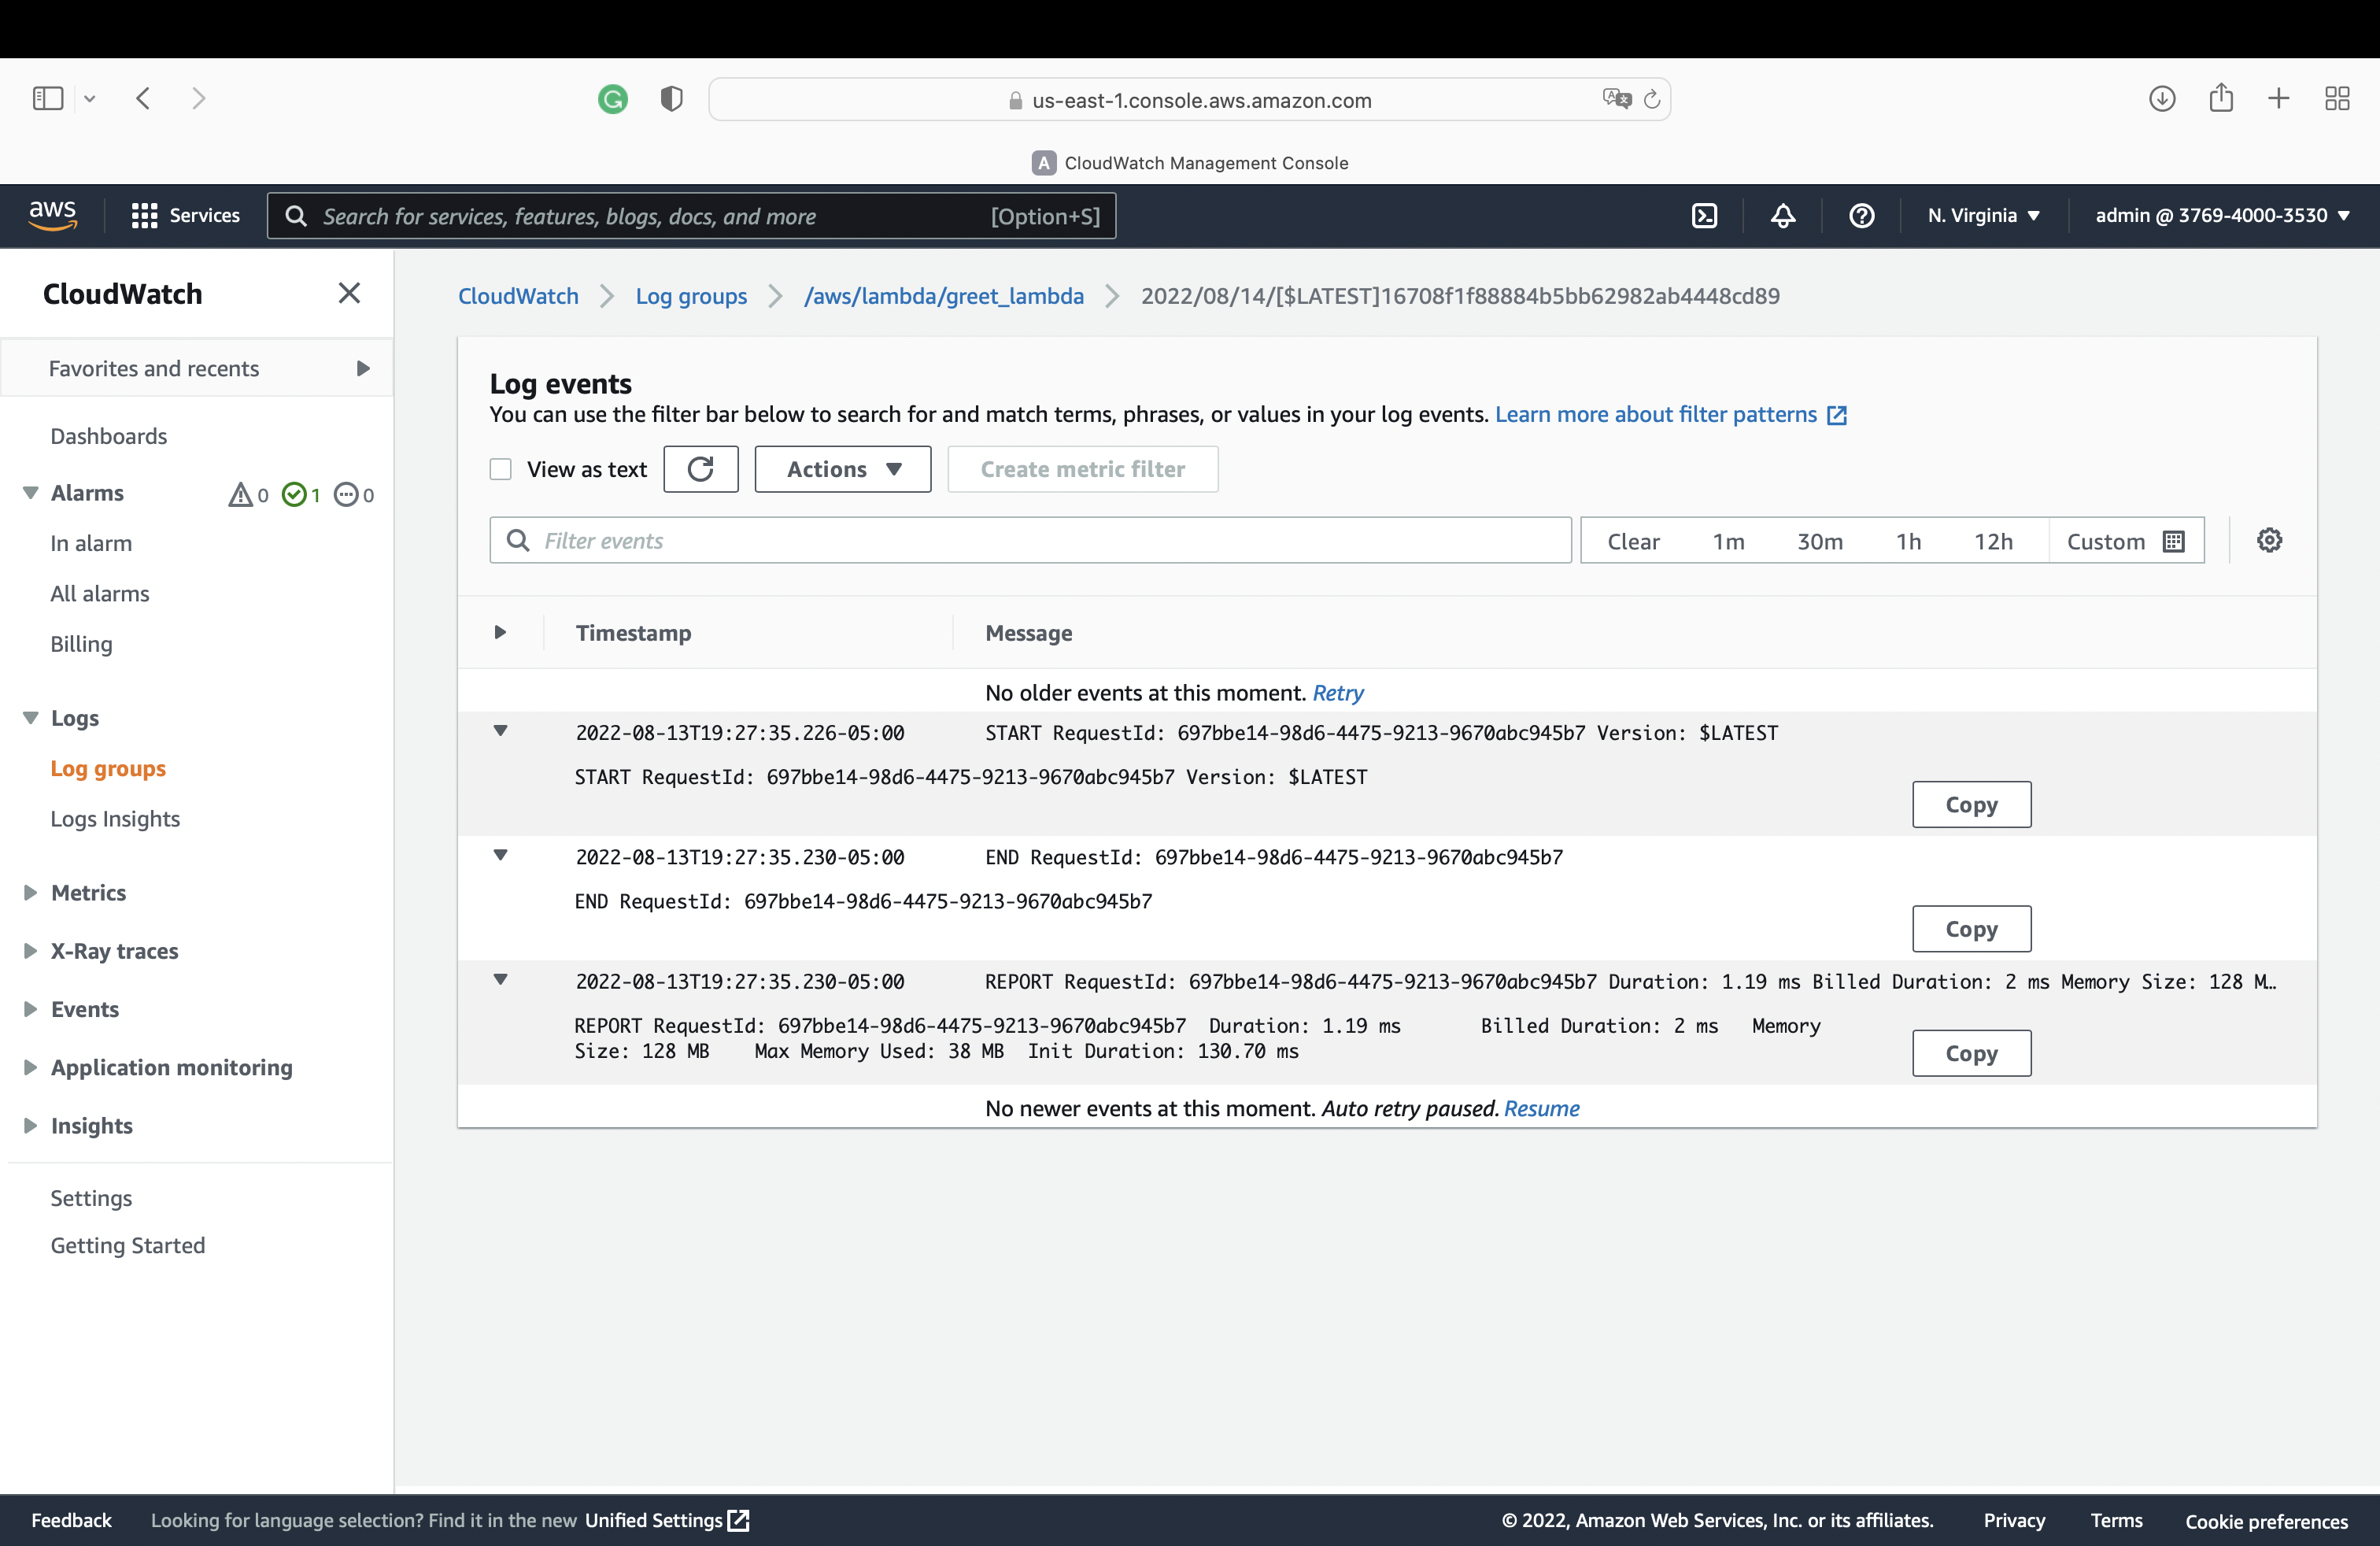 us-east-1.console.aws.amazon.com
A CloudWatch Management Console
aws Services Search for services, features, blogs, docs, and more [Option+S] N. Virginia ▼ admin @ 3769-4000-3530 ▼
CloudWatch
Favorites and recents
Dashboards
Alarms 0 1 0
In alarm
All alarms
Billing
Logs
Log groups
Logs Insights
Metrics
X-Ray traces
Events
Application monitoring
Insights
Settings
Getting Started
CloudWatch > Log groups > /aws/lambda/greet_lambda > 2022/08/14/[$LATEST]16708f1f88884b5bb62982ab4448cd89
Log events
You can use the filter bar below to search for and match terms, phrases, or values in your log events. Learn more about filter patterns
View as text Actions ▼ Create metric filter
Filter events Clear 1m 30m 1h 12h Custom
Timestamp Message
No older events at this moment. Retry
2022-08-13T19:27:35.226-05:00 START RequestId: 697bbe14-98d6-4475-9213-9670abc945b7 Version: $LATEST
START RequestId: 697bbe14-98d6-4475-9213-9670abc945b7 Version: $LATEST
Copy
2022-08-13T19:27:35.230-05:00 END RequestId: 697bbe14-98d6-4475-9213-9670abc945b7
END RequestId: 697bbe14-98d6-4475-9213-9670abc945b7
Copy
2022-08-13T19:27:35.230-05:00 REPORT RequestId: 697bbe14-98d6-4475-9213-9670abc945b7 Duration: 1.19 ms Billed Duration: 2 ms Memory Size: 128 M…
REPORT RequestId: 697bbe14-98d6-4475-9213-9670abc945b7 Duration: 1.19 ms Billed Duration: 2 ms Memory
Size: 128 MB Max Memory Used: 38 MB Init Duration: 130.70 ms
Copy
No newer events at this moment. Auto retry paused. Resume
Feedback Looking for language selection? Find it in the new Unified Settings © 2022, Amazon Web Services, Inc. or its affiliates. Privacy Terms Cookie preferences